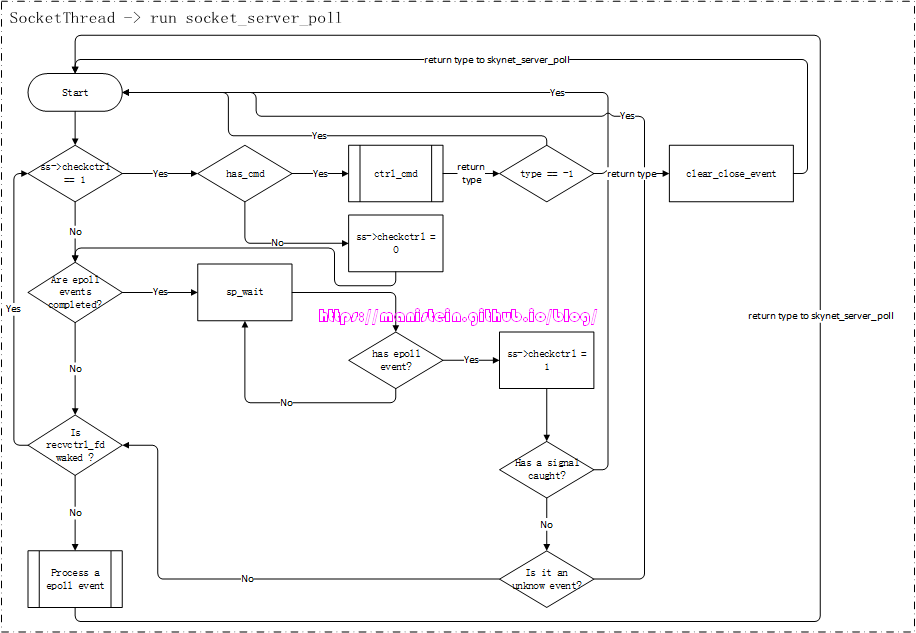 SocketThread -> run socket_server_poll
return type to skynet_server_poll
Start
Yes
Yes
Yes
ss->checkctrl
== 1
Yes
has_cmd
Yes
ctrl_cmd
return
type
type == -1
return type
clear_close_event
No
No
ss->checkctrl =
0
Are epoll
events
completed?
Yes
sp_wait
Yes
https://manistein.github.io/blog/
return type to skynet_server_poll
has epoll
event?
Yes
ss->checkctrl =
1
No
No
Is
recvctrl_fd
waked ?
Has a signal
caught?
No
No
Process a
epoll event
No
Is it an
unknow event?